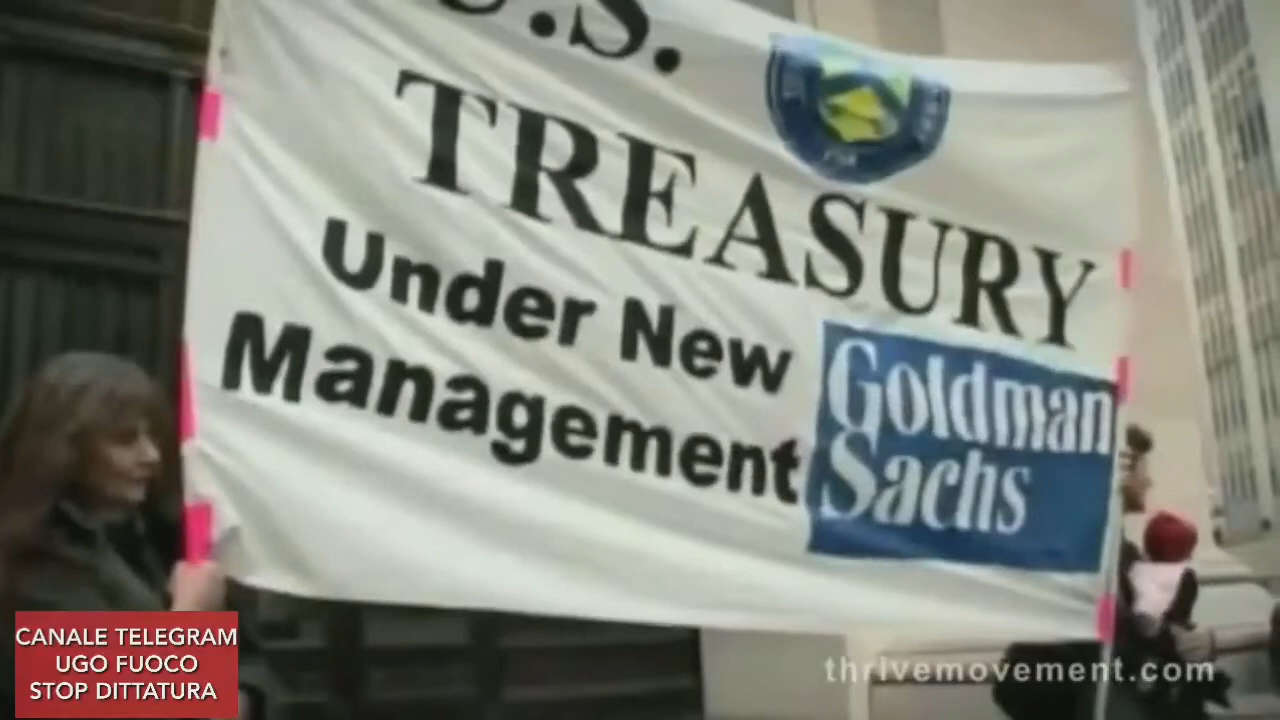 U.S.
TREASURY
Under New
Management
Goldman
Sachs
CANALE TELEGRAM
UGO FUOCO
STOP DITTATURA
thrivemovement.com